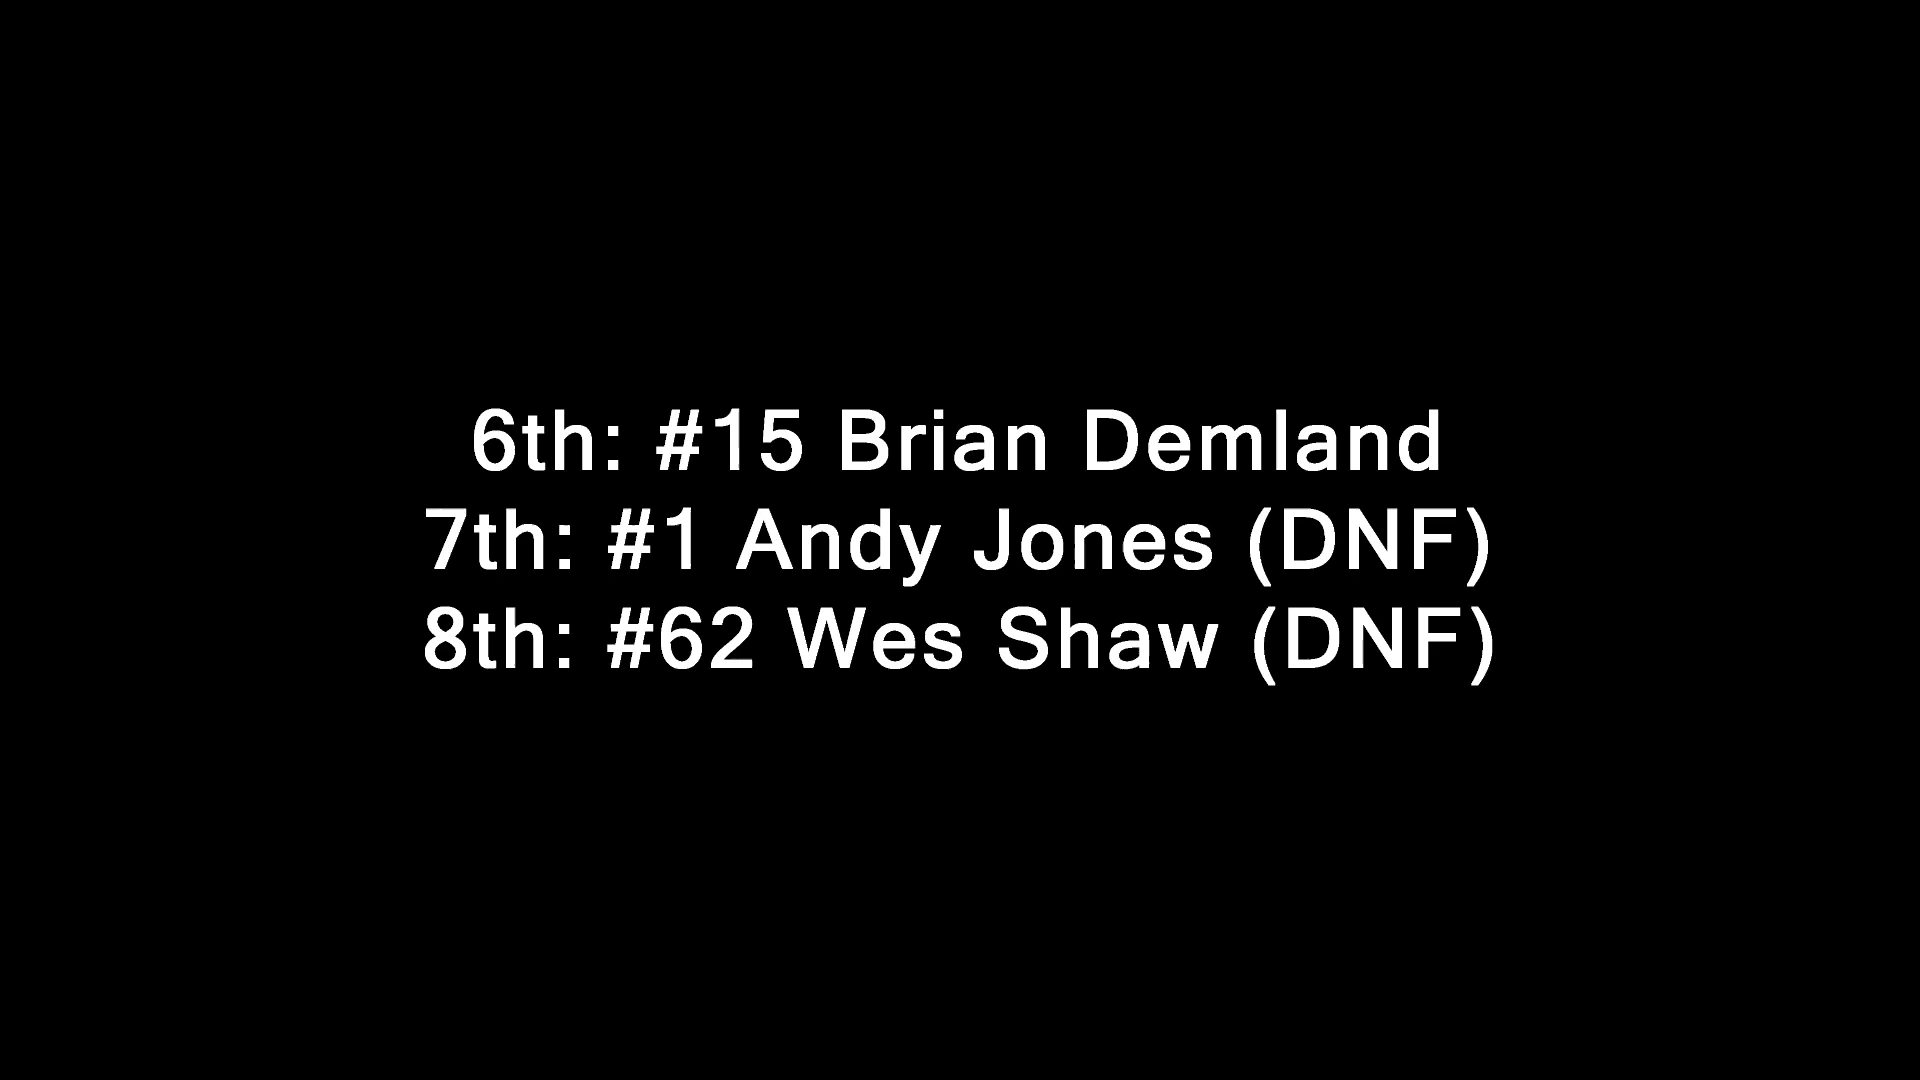 6th: #15 Brian Demland
7th: #1 Andy Jones (DNF)
8th: #62 Wes Shaw (DNF)